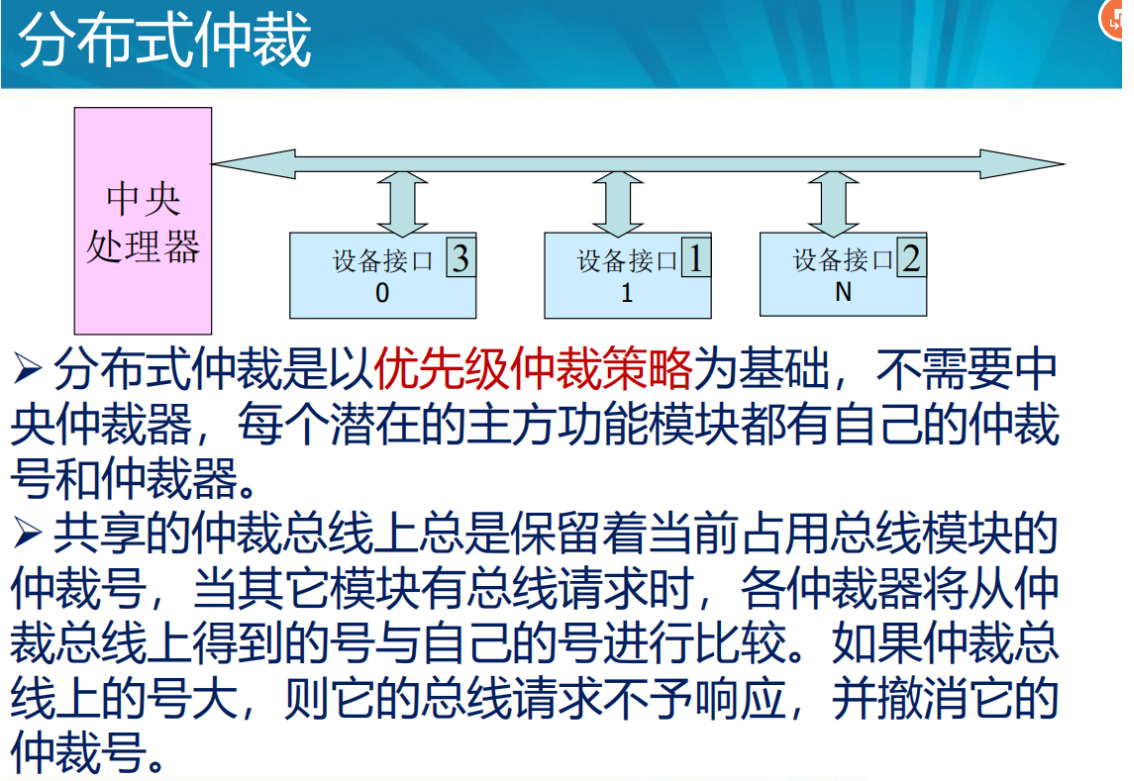 分布式仲裁
中央
处理器
设备接口 3
0
设备接口 1
1
设备接口 2
N
➢ 分布式仲裁是以优先级仲裁策略为基础，不需要中
央仲裁器，每个潜在的主方功能模块都有自己的仲裁
号和仲裁器。
➢ 共享的仲裁总线上总是保留着当前占用总线模块的
仲裁号，当其它模块有总线请求时，各仲裁器将从仲
裁总线上得到的号与自己的号进行比较。如果仲裁总
线上的号大，则它的总线请求不予响应，并撤消它的
仲裁号。